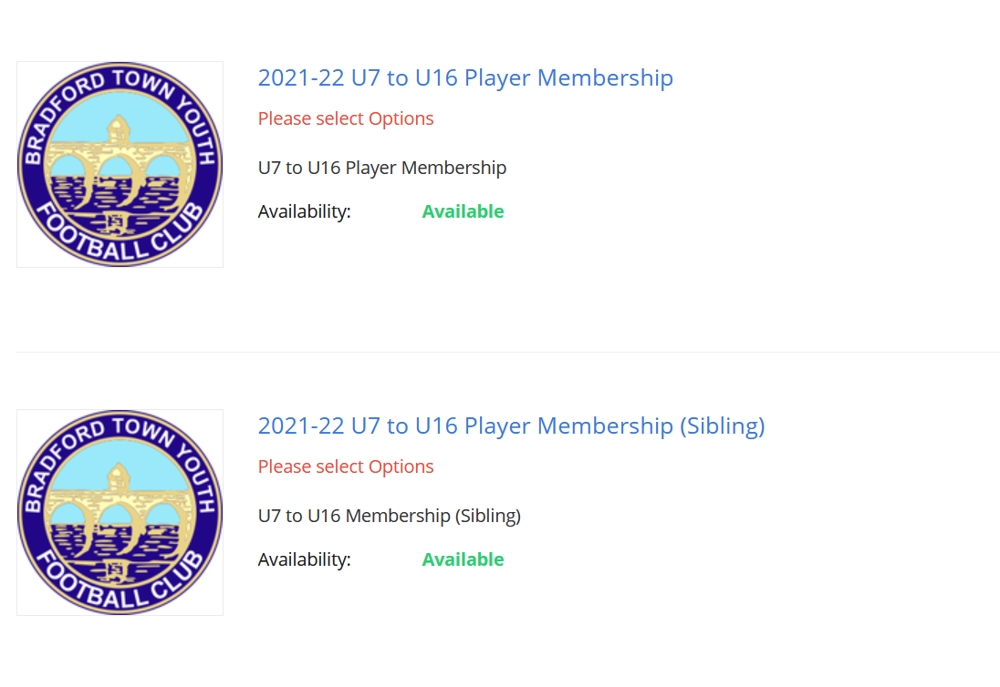 BRADFORD TOWN YOUTH
FOOTBALL CLUB
2021-22 U7 to U16 Player Membership
Please select Options
U7 to U16 Player Membership
Availability: Available
BRADFORD TOWN YOUTH
FOOTBALL CLUB
2021-22 U7 to U16 Player Membership (Sibling)
Please select Options
U7 to U16 Membership (Sibling)
Availability: Available